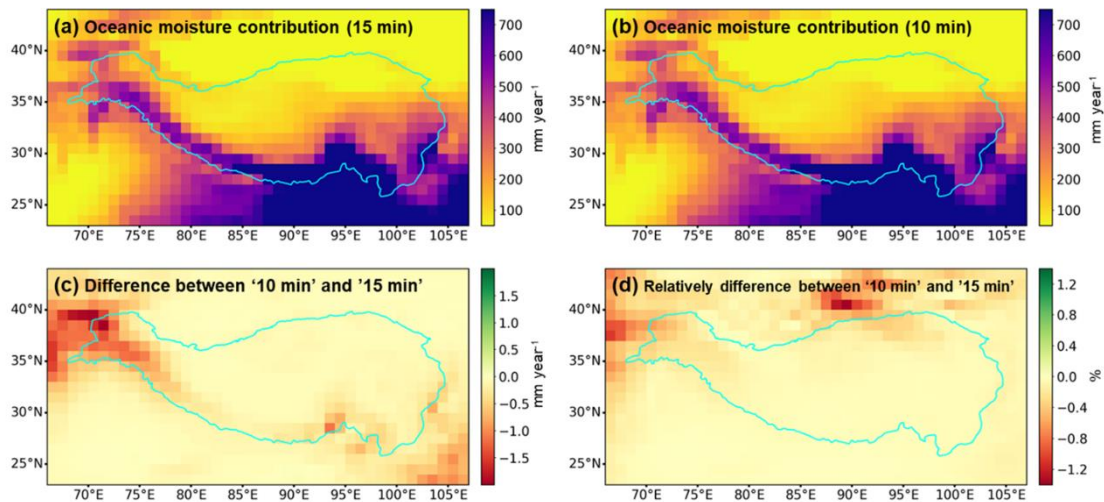 (a) Oceanic moisture contribution (15 min)
40°N
35°N
30°N
25°N
70°E 75°E 80°E 85°E 90°E 95°E 100°E 105°E
700
600
500
400
300
200
100
mm year⁻¹
(b) Oceanic moisture contribution (10 min)
40°N
35°N
30°N
25°N
70°E 75°E 80°E 85°E 90°E 95°E 100°E 105°E
700
600
500
400
300
200
100
mm year⁻¹
(c) Difference between ‘10 min’ and ’15 min’
40°N
35°N
30°N
25°N
70°E 75°E 80°E 85°E 90°E 95°E 100°E 105°E
1.5
1.0
0.5
0.0
−0.5
−1.0
−1.5
mm year⁻¹
(d) Relatively difference between ‘10 min’ and ’15 min’
40°N
35°N
30°N
25°N
70°E 75°E 80°E 85°E 90°E 95°E 100°E 105°E
1.2
0.8
0.4
0.0
−0.4
−0.8
−1.2
%